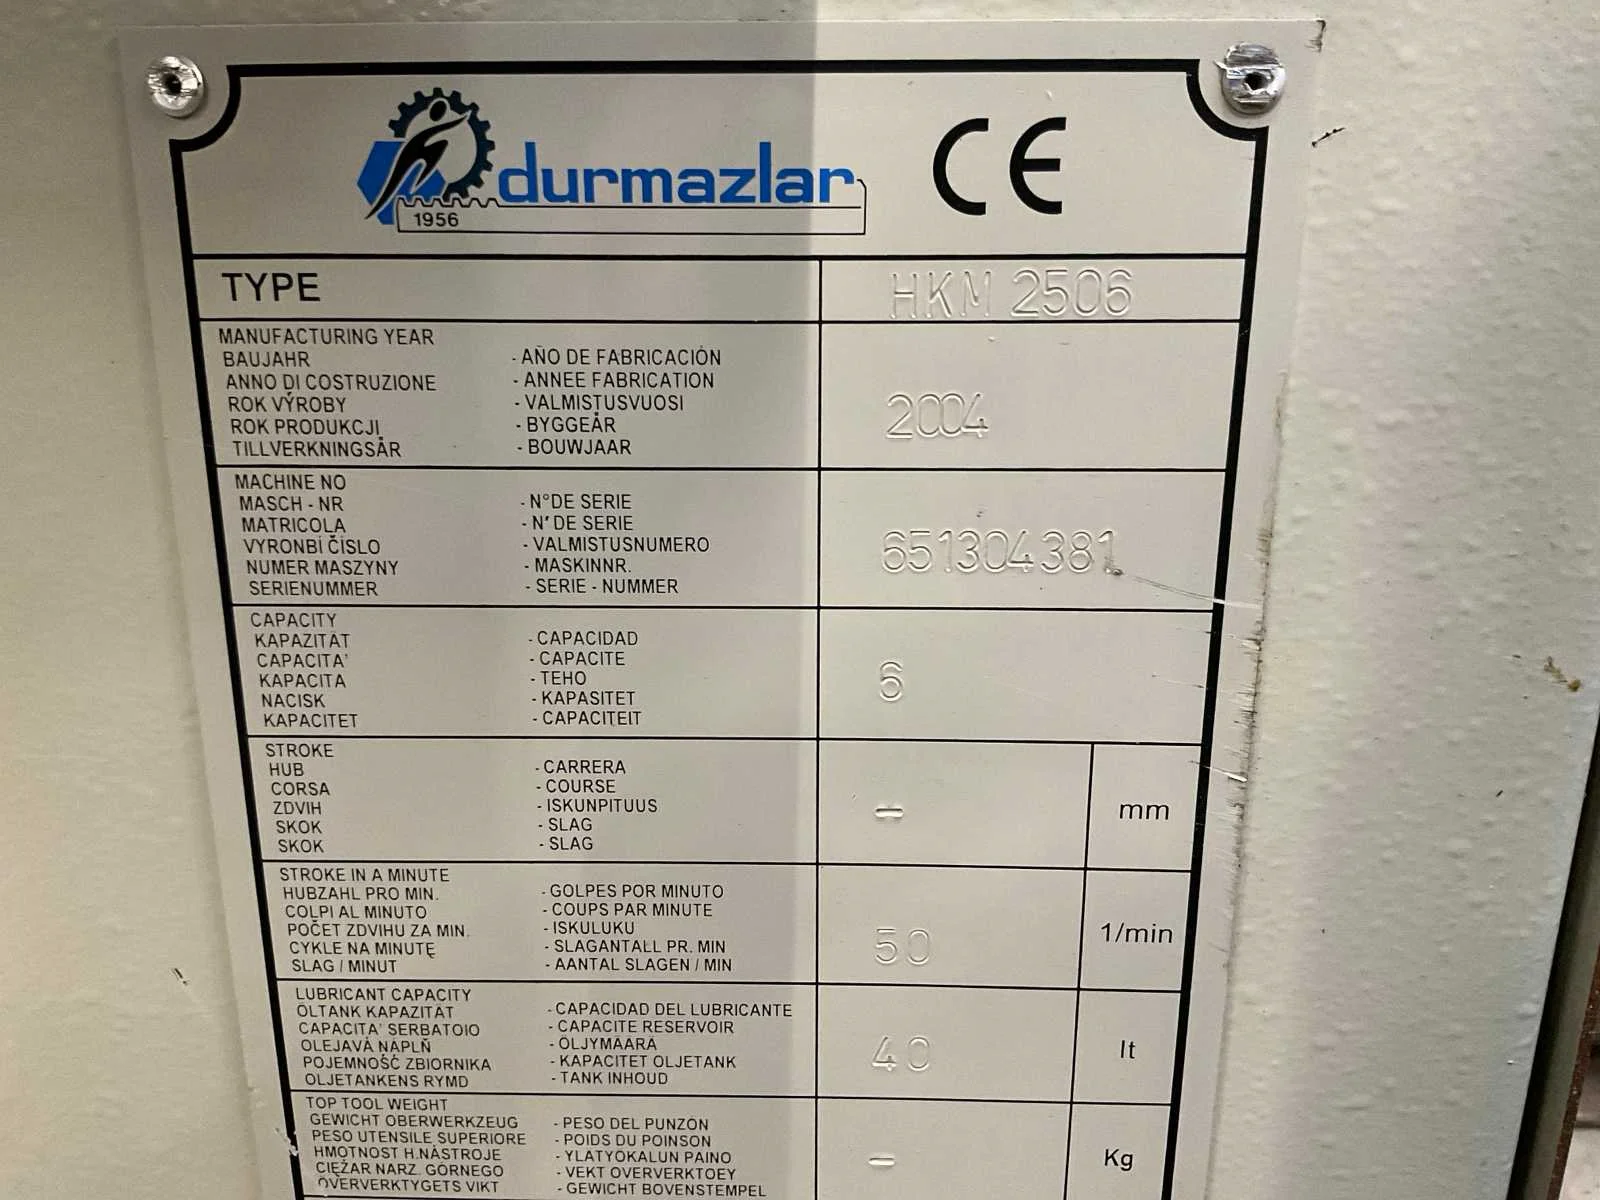 durmazlar
1956
CE
TYPE HKM 2506
MANUFACTURING YEAR
BAUJAHR - AÑO DE FABRICACIÓN
ANNO DI COSTRUZIONE - ANNEE FABRICATION
ROK VÝROBY - VALMISTUSVUOSI
ROK PRODUKCJI - BYGGEÅR
TILLVERKNINGSÅR - BOUWJAAR
2004
MACHINE NO
MASCH - NR - N°DE SERIE
MATRICOLA - N' DE SERIE
VYRONBÍ ČÍSLO - VALMISTUSNUMERO
NUMER MASZYNY - MASKINNR.
SERIENUMMER - SERIE - NUMMER
651304381
CAPACITY
KAPAZITÄT - CAPACIDAD
CAPACITA' - CAPACITE
KAPACITA - TEHO
NACISK - KAPASITET
KAPACITET - CAPACITEIT
6
STROKE
HUB - CARRERA
CORSA - COURSE
ZDVIH - ISKUNPITUUS
SKOK - SLAG
SKOK - SLAG
- mm
STROKE IN A MINUTE
HUBZAHL PRO MIN. - GOLPES POR MINUTO
COLPI AL MINUTO - COUPS PAR MINUTE
POČET ZDVIHU ZA MIN. - ISKULUKU
CYKLE NA MINUTĘ - SLAGANTALL PR. MIN
SLAG / MINUT - AANTAL SLAGEN / MIN
50 1/min
LUBRICANT CAPACITY
ÖLTANK KAPAZITÄT - CAPACIDAD DEL LUBRICANTE
CAPACITA' SERBATOIO - CAPACITE RESERVOIR
OLEJAVÁ NÁPLŇ - ÖLJYMÄÄRÄ
POJEMNOŚĆ ZBIORNIKA - KAPACITET OLJETANK
OLJETANKENS RYMD - TANK INHOUD
40 lt
TOP TOOL WEIGHT
GEWICHT OBERWERKZEUG - PESO DEL PUNZÓN
PESO UTENSILE SUPERIORE - POIDS DU POINSON
HMOTNOST H.NÁSTROJE - YLATYÖKALUN PAINO
CIĘŻAR NARZ. GÓRNEGO - VEKT OVERVERKTOEY
ÖVERVERKTYGETS VIKT - GEWICHT BOVENSTEMPEL
- Kg